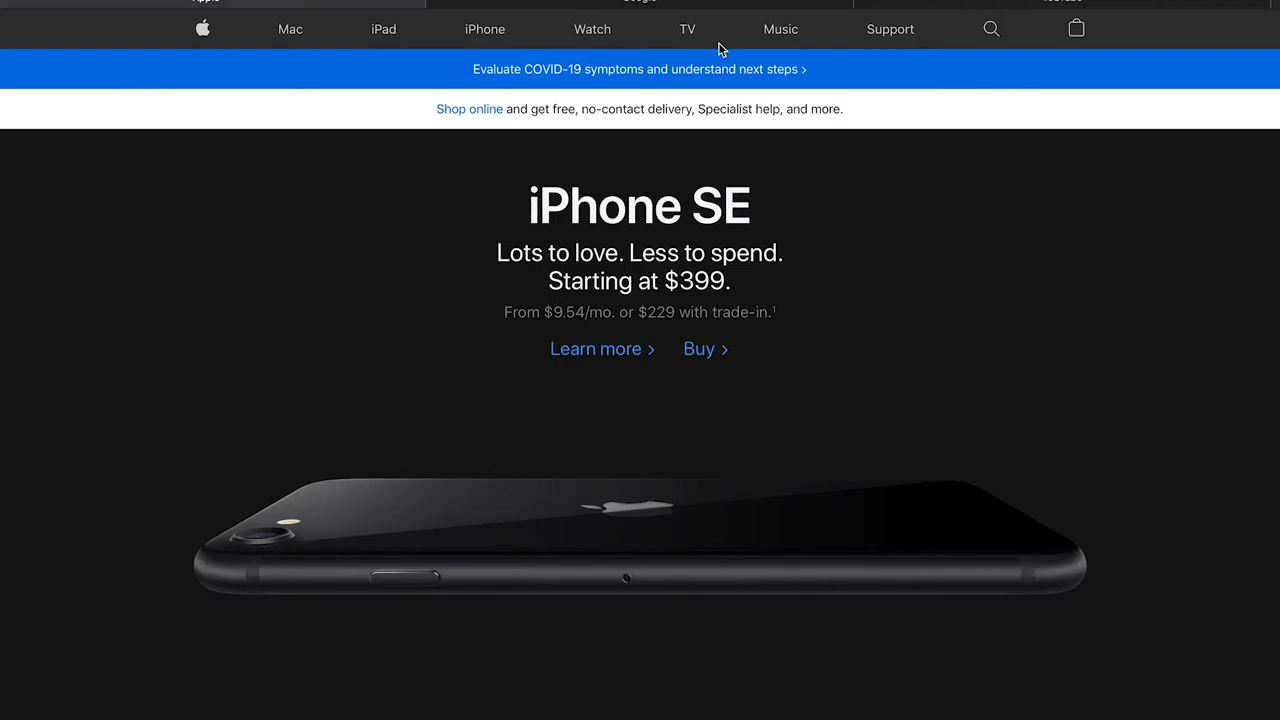 Mac iPad iPhone Watch TV Music Support
Evaluate COVID-19 symptoms and understand next steps ›
Shop online and get free, no-contact delivery, Specialist help, and more.
iPhone SE
Lots to love. Less to spend.
Starting at $399.
From $9.54/mo. or $229 with trade-in.¹
Learn more › Buy ›